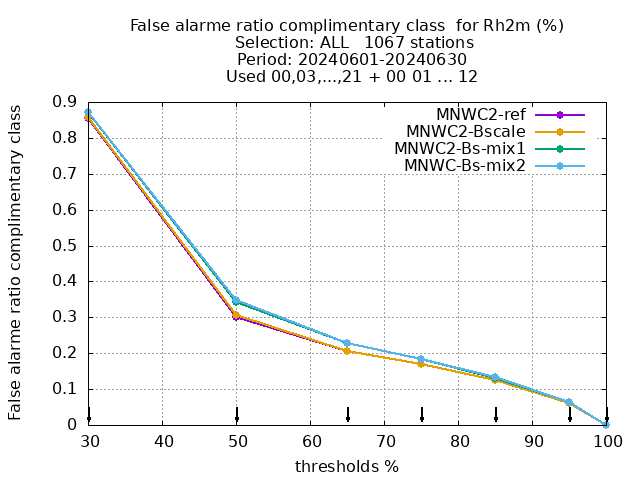 False alarme ratio complimentary class  for Rh2m (%)
Selection: ALL   1067 stations
Period: 20240601-20240630
Used 00,03,...,21 + 00 01 ... 12
False alarme ratio complimentary class
0.9
0.8
0.7
0.6
0.5
0.4
0.3
0.2
0.1
0
MNWC2-ref
MNWC2-Bscale
MNWC2-Bs-mix1
MNWC-Bs-mix2
30 40 50 60 70 80 90 100
thresholds %